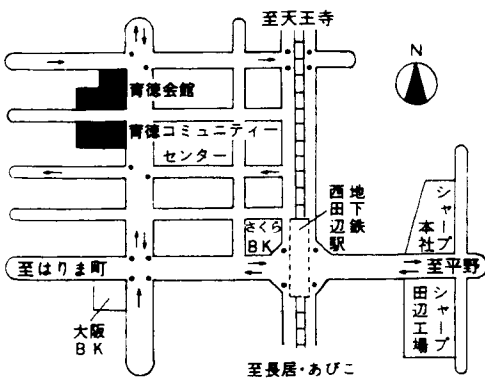 至天王寺
N
育徳会館
育徳コミュニティー
センター
地下鉄
西田辺駅
シャープ
本社
さくら
BK
至はりま町
至平野
大阪
BK
シャープ
田辺工場
至長居・あびこ